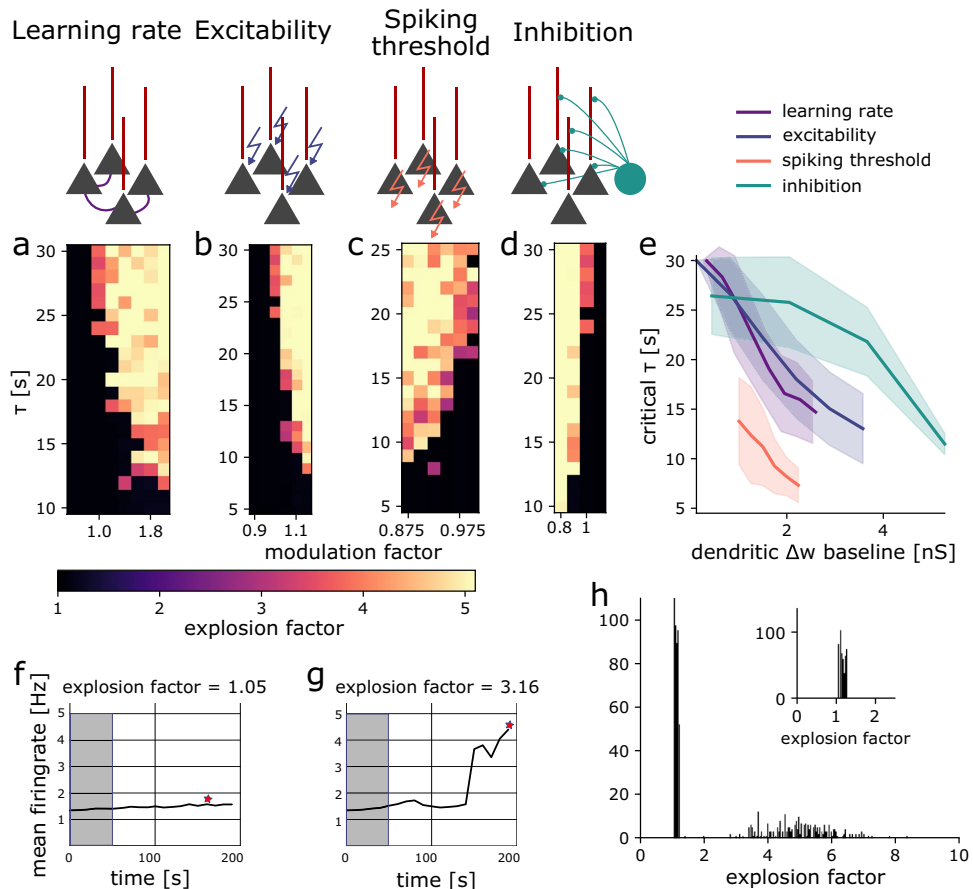 Learning rate
Excitability
Spiking
threshold
Inhibition
learning rate
excitability
spiking threshold
inhibition
a
b
c
d
e
30
25
20
15
10
τ [s]
1.0
1.8
30
25
20
15
10
5
0.9
1.1
25
20
15
10
5
0.875
0.975
30
25
20
15
10
0.8
1
modulation factor
30
25
20
15
10
5
critical τ [s]
2
4
dendritic Δw baseline [nS]
1
2
3
4
5
explosion factor
f
explosion factor = 1.05
5
4
3
2
1
mean firingrate [Hz]
0
100
200
time [s]
g
explosion factor = 3.16
5
4
3
2
1
0
100
200
time [s]
h
100
80
60
40
20
0
0
2
4
6
8
10
explosion factor
100
0
0
1
2
explosion factor